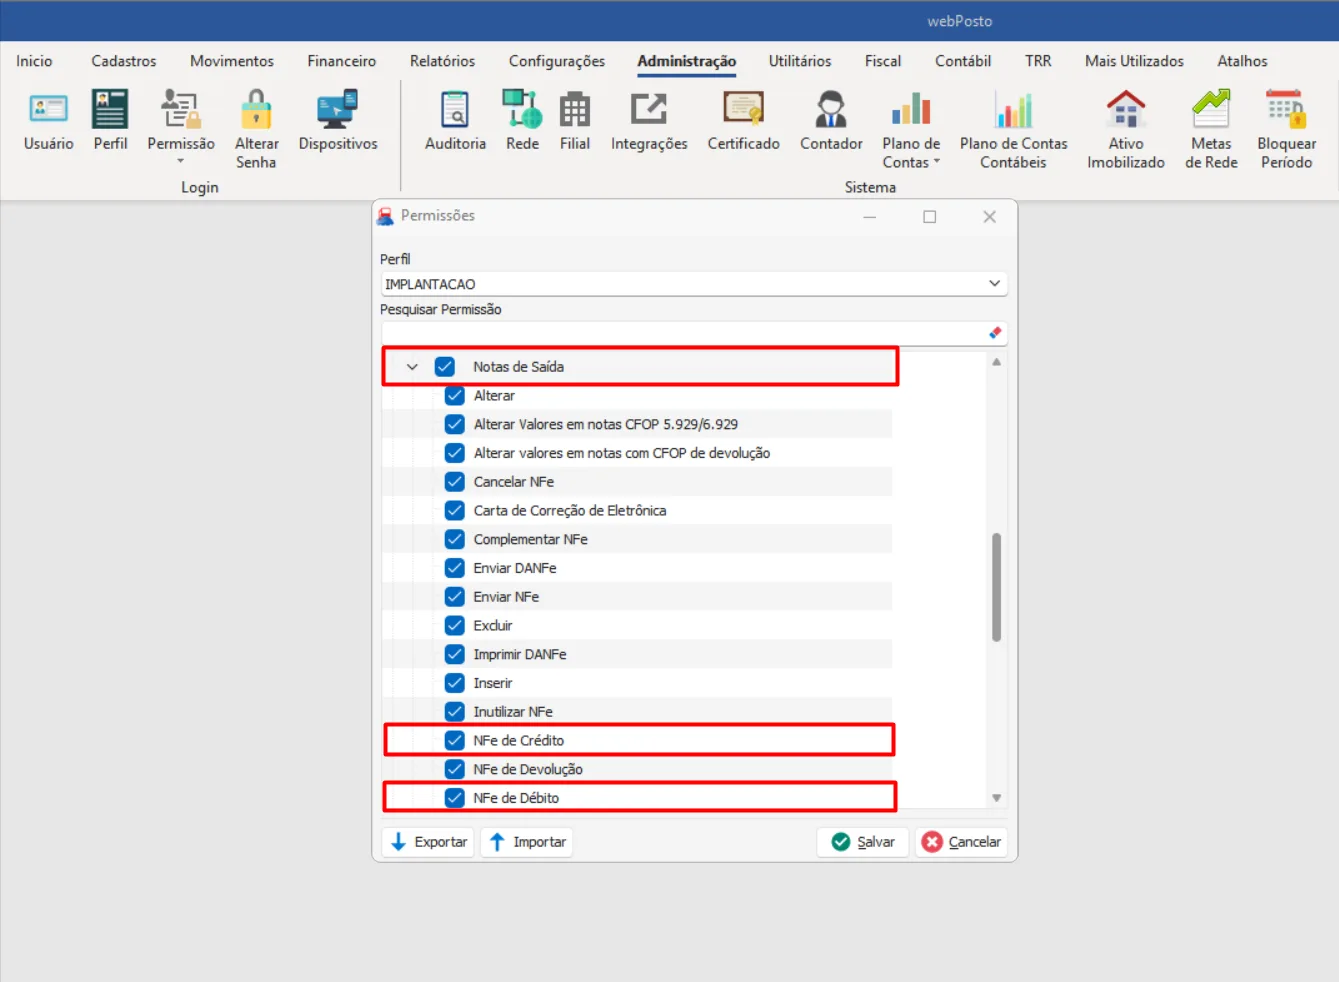 webPosto
Inicio Cadastros Movimentos Financeiro Relatórios Configurações Administração Utilitários Fiscal Contábil TRR Mais Utilizados Atalhos
Usuário Perfil Permissão Alterar Senha Dispositivos
Login
Auditoria Rede Filial Integrações Certificado Contador Plano de Contas Plano de Contas Contábeis Ativo Imobilizado Metas de Rede Bloquear Período
Sistema
Permissões
Perfil
IMPLANTACAO
Pesquisar Permissão
Notas de Saída
Alterar
Alterar Valores em notas CFOP 5.929/6.929
Alterar valores em notas com CFOP de devolução
Cancelar NFe
Carta de Correção de Eletrônica
Complementar NFe
Enviar DANFe
Enviar NFe
Excluir
Imprimir DANFe
Inserir
Inutilizar NFe
NFe de Crédito
NFe de Devolução
NFe de Débito
Exportar Importar Salvar Cancelar